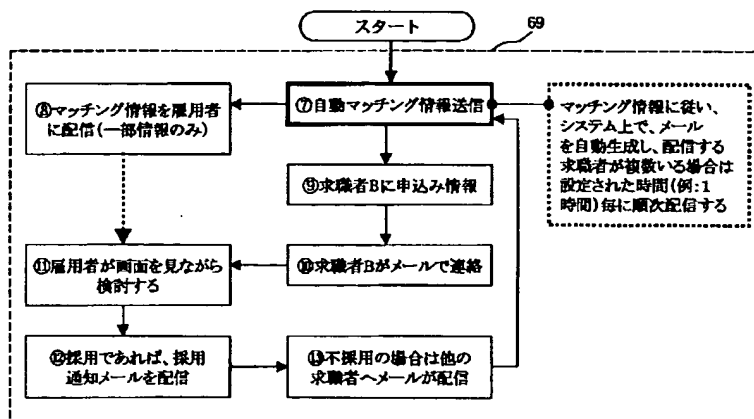 スタート
69
⑧マッチング情報を雇用者
に配信(一部情報のみ)
⑦自動マッチング情報送信
マッチング情報に従い、
システム上で、メール
を自動生成し、配信する
求職者が複数いる場合は
設定された時間(例:1
時間)毎に順次配信する
⑨求職者Bに申込み情報
⑪雇用者が画面を見ながら
検討する
⑩求職者Bがメールで連絡
⑫採用であれば、採用
通知メールを配信
⑬不採用の場合は他の
求職者へメールが配信